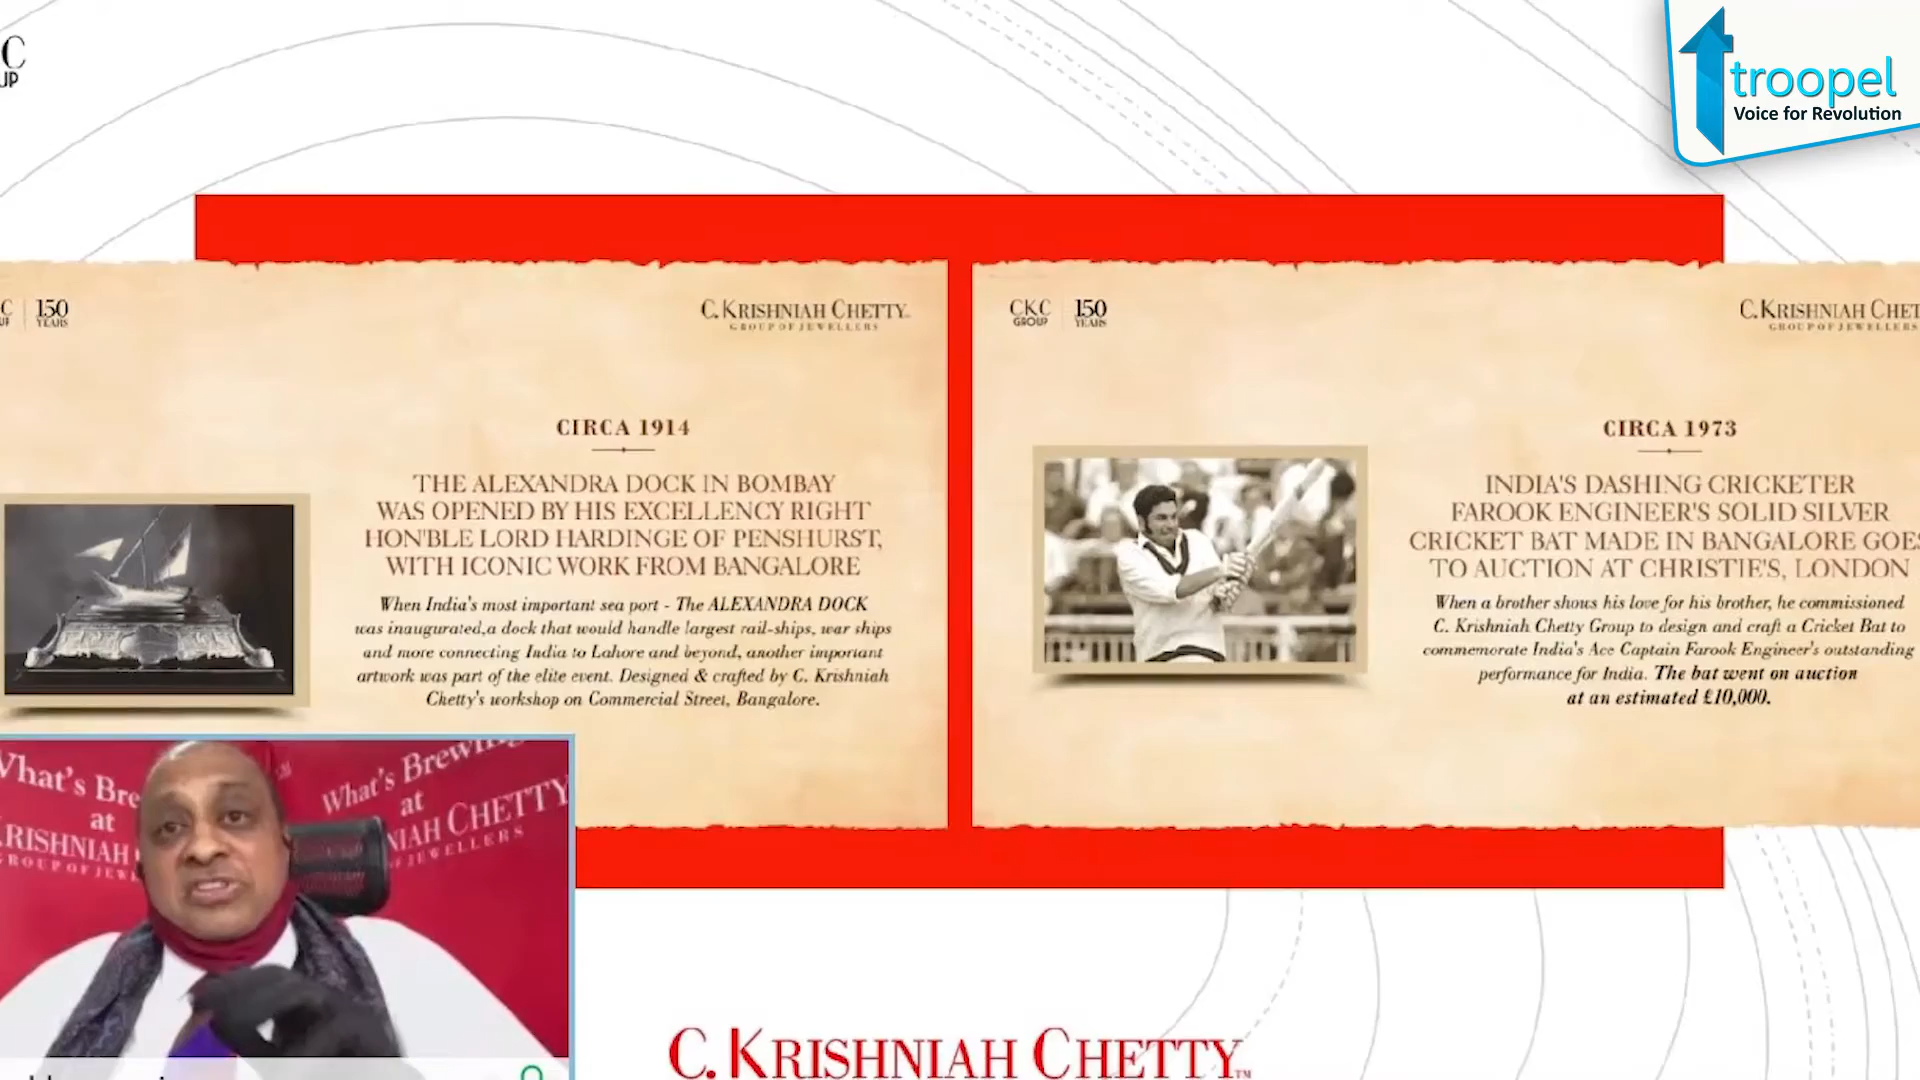 C
UP
troopel
Voice for Revolution
150
YEARS
C. KRISHNIAH CHETTY
GROUP OF JEWELLERS
CIRCA 1914
THE ALEXANDRA DOCK IN BOMBAY
WAS OPENED BY HIS EXCELLENCY RIGHT
HON'BLE LORD HARDINGE OF PENSHURST,
WITH ICONIC WORK FROM BANGALORE
When India's most important sea port - The ALEXANDRA DOCK
was inaugurated,a dock that would handle largest rail-ships, war ships
and more connecting India to Lahore and beyond, another important
artwork was part of the elite event. Designed & crafted by C. Krishniah
Chetty's workshop on Commercial Street, Bangalore.
CKC
GROUP
150
YEARS
C. KRISHNIAH CHET
GROUP OF JEWELLERS
CIRCA 1973
INDIA'S DASHING CRICKETER
FAROOK ENGINEER'S SOLID SILVER
CRICKET BAT MADE IN BANGALORE GOES
TO AUCTION AT CHRISTIE'S, LONDON
When a brother shows his love for his brother, he commissioned
C. Krishniah Chetty Group to design and craft a Cricket Bat to
commemorate India's Ace Captain Farook Engineer's outstanding
performance for India. The bat went on auction
at an estimated £10,000.
What's Bre
at
KRISHNIAH
GROUP OF JEW
What's Brewing
at
NIAH CHETTY
OF JEWELLERS
C. KRISHNIAH CHETTY
TM